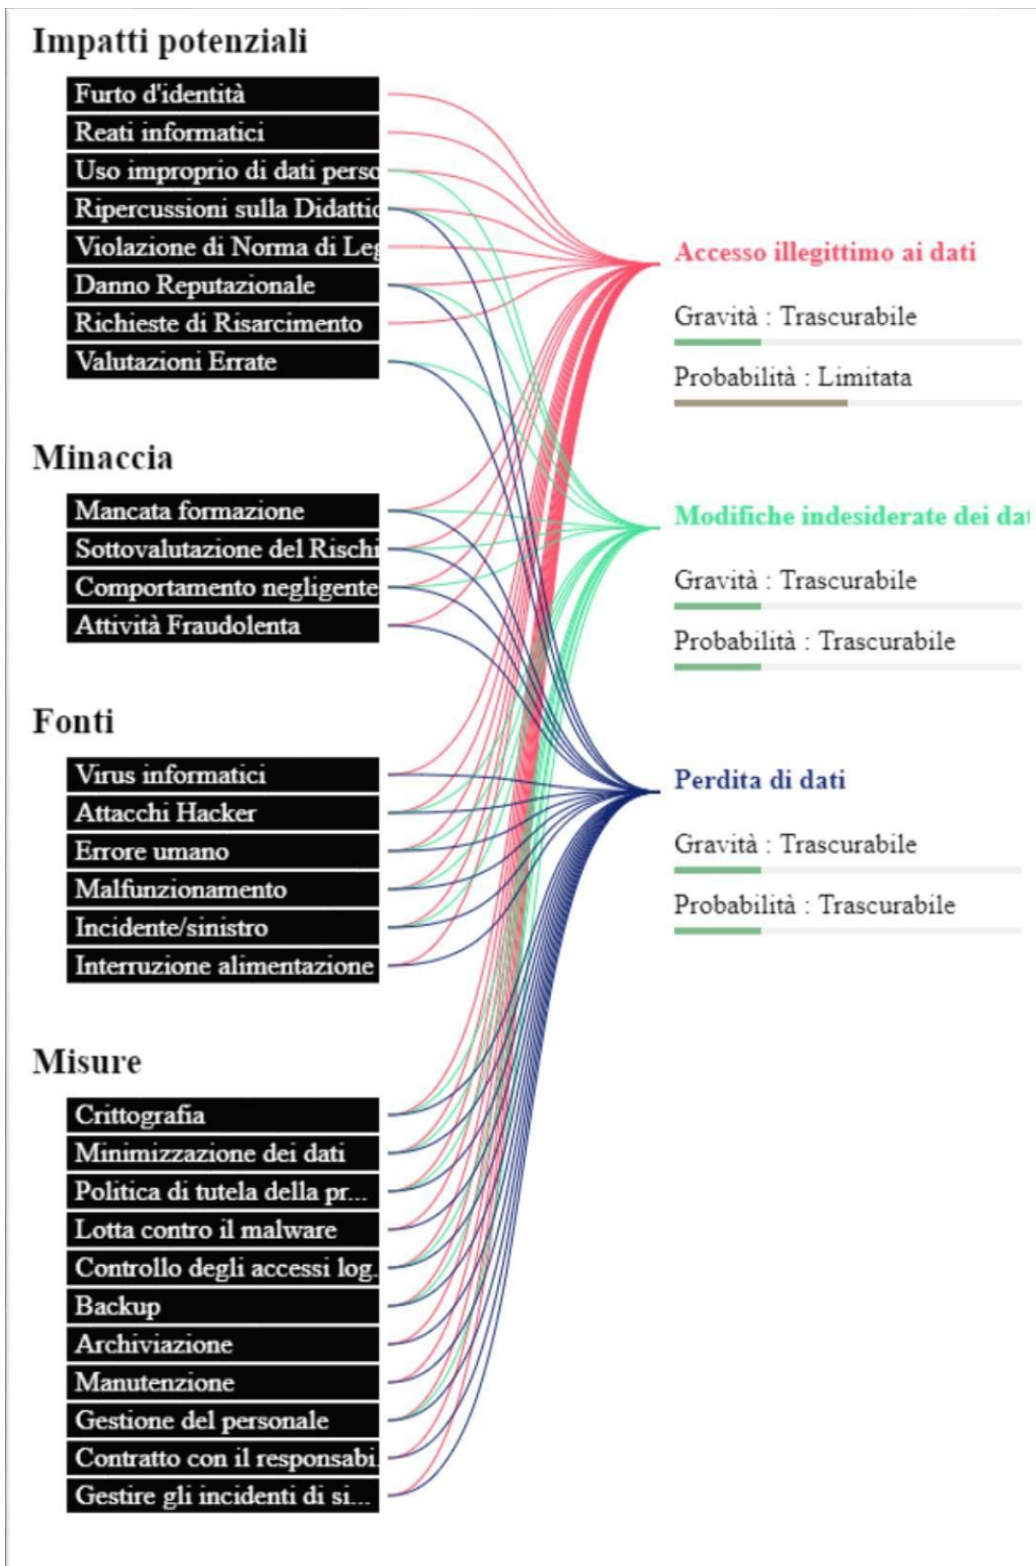 Impatti potenziali
Furto d'identità
Reati informatici
Uso improprio di dati perso
Ripercussioni sulla Didattic
Violazione di Norma di Leg
Danno Reputazionale
Richieste di Risarcimento
Valutazioni Errate
Minaccia
Mancata formazione
Sottovalutazione del Rischi
Comportamento negligente
Attività Fraudolenta
Fonti
Virus informatici
Attacchi Hacker
Errore umano
Malfunzionamento
Incidente/sinistro
Interruzione alimentazione
Misure
Crittografia
Minimizzazione dei dati
Politica di tutela della pr...
Lotta contro il malware
Controllo degli accessi log.
Backup
Archiviazione
Manutenzione
Gestione del personale
Contratto con il responsabi.
Gestire gli incidenti di si...
Accesso illegittimo ai dati
Gravità : Trascurabile
Probabilità : Limitata
Modifiche indesiderate dei dat
Gravità : Trascurabile
Probabilità : Trascurabile
Perdita di dati
Gravità : Trascurabile
Probabilità : Trascurabile